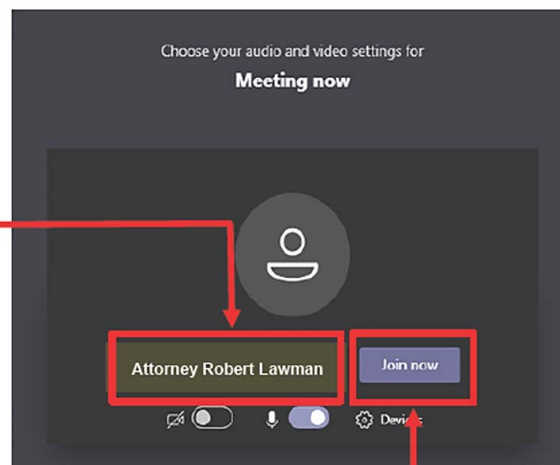 Choose your audio and video settings for
Meeting now
Attorney Robert Lawman
Join now